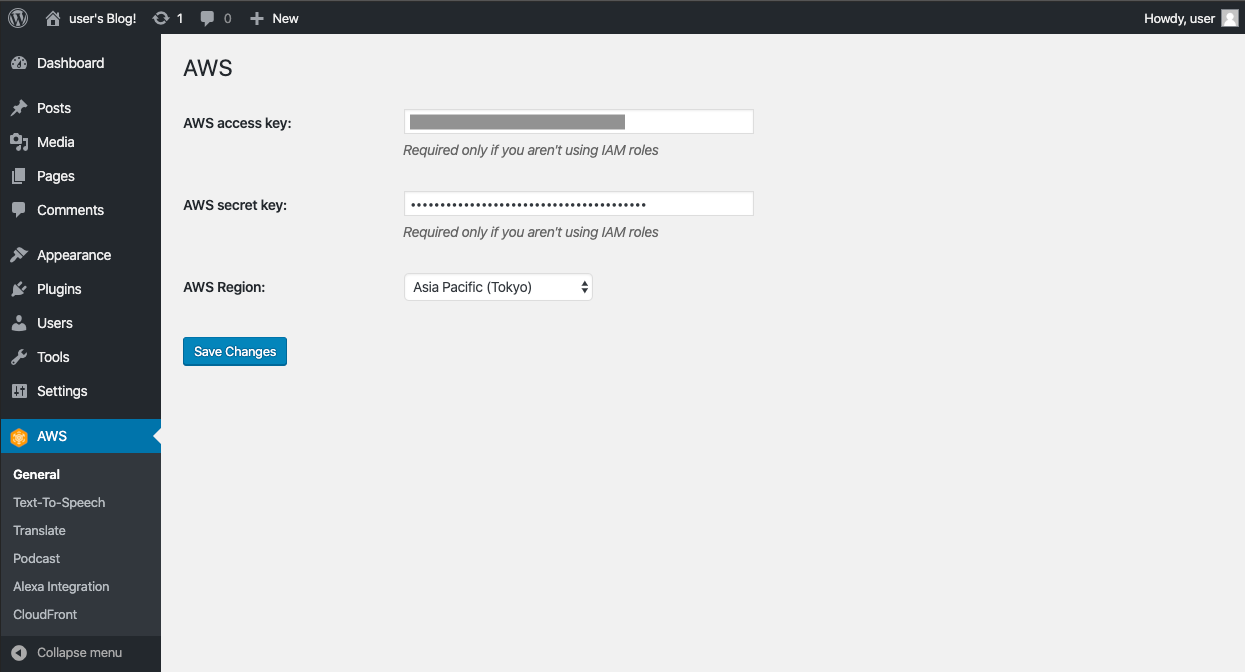 user's Blog! 1 0 New Howdy, user
Dashboard
Posts
Media
Pages
Comments
Appearance
Plugins
Users
Tools
Settings
AWS
General
Text-To-Speech
Translate
Podcast
Alexa Integration
CloudFront
Collapse menu
AWS
AWS access key:
Required only if you aren't using IAM roles
AWS secret key:
••••••••••••••••••••••••••••••••••••••••
Required only if you aren't using IAM roles
AWS Region: Asia Pacific (Tokyo)
Save Changes